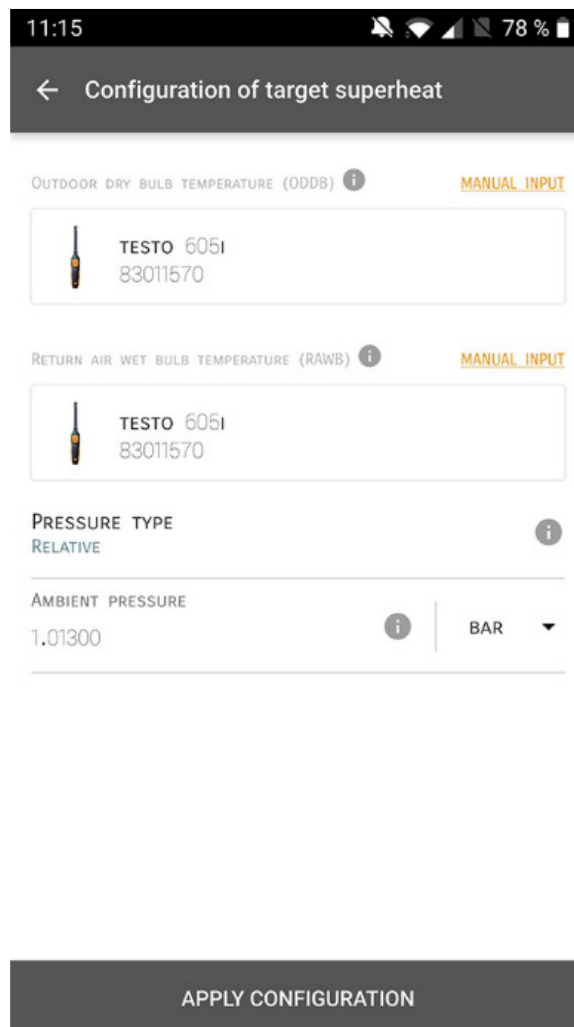 11:15 78 %
Configuration of target superheat
OUTDOOR DRY BULB TEMPERATURE (ODDB) MANUAL INPUT
TESTO 605I
83011570
RETURN AIR WET BULB TEMPERATURE (RAWB) MANUAL INPUT
TESTO 605I
83011570
PRESSURE TYPE
RELATIVE
AMBIENT PRESSURE
1.01300 BAR
APPLY CONFIGURATION